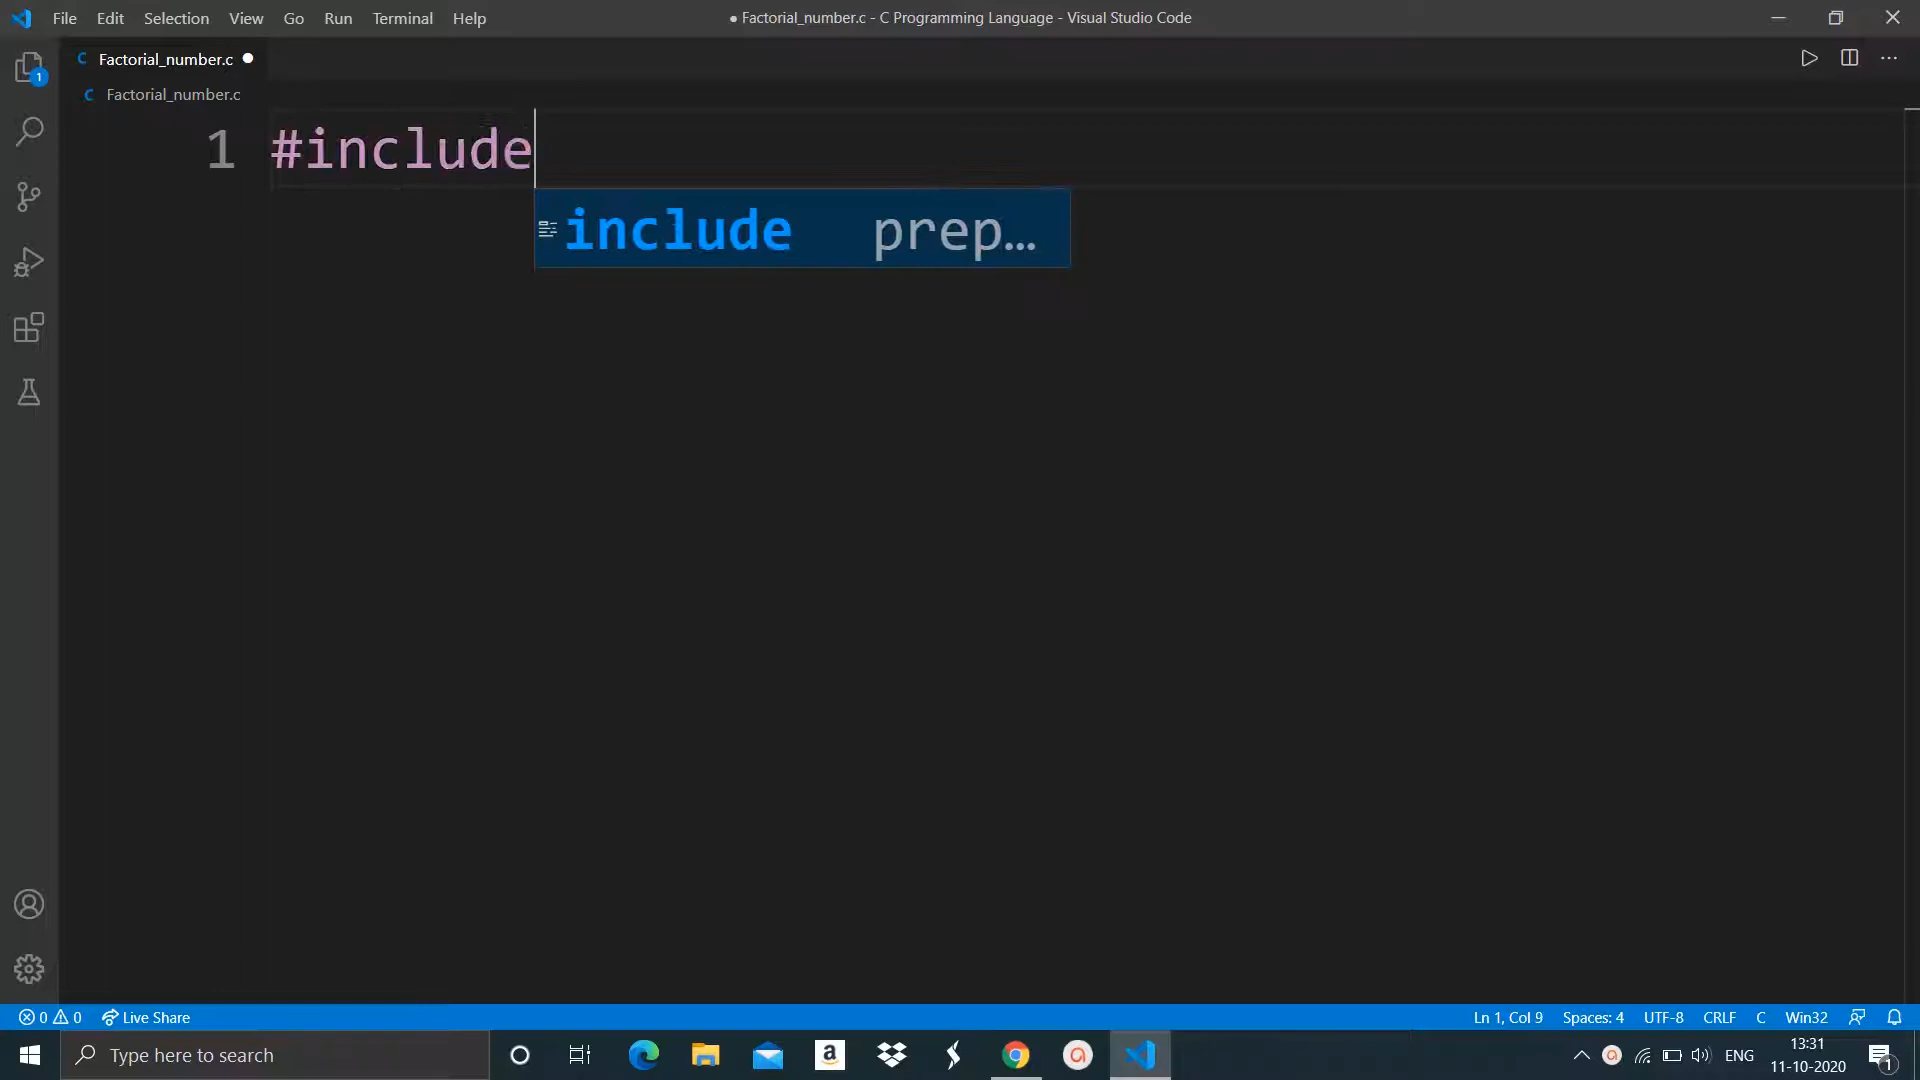 File Edit Selection View Go Run Terminal Help
● Factorial_number.c - C Programming Language - Visual Studio Code
C Factorial_number.c ●
C Factorial_number.c
1 #include
include prep…
1
0 0 Live Share
Ln 1, Col 9 Spaces: 4 UTF-8 CRLF C Win32
Type here to search
a
ENG
13:31
11-10-2020
1